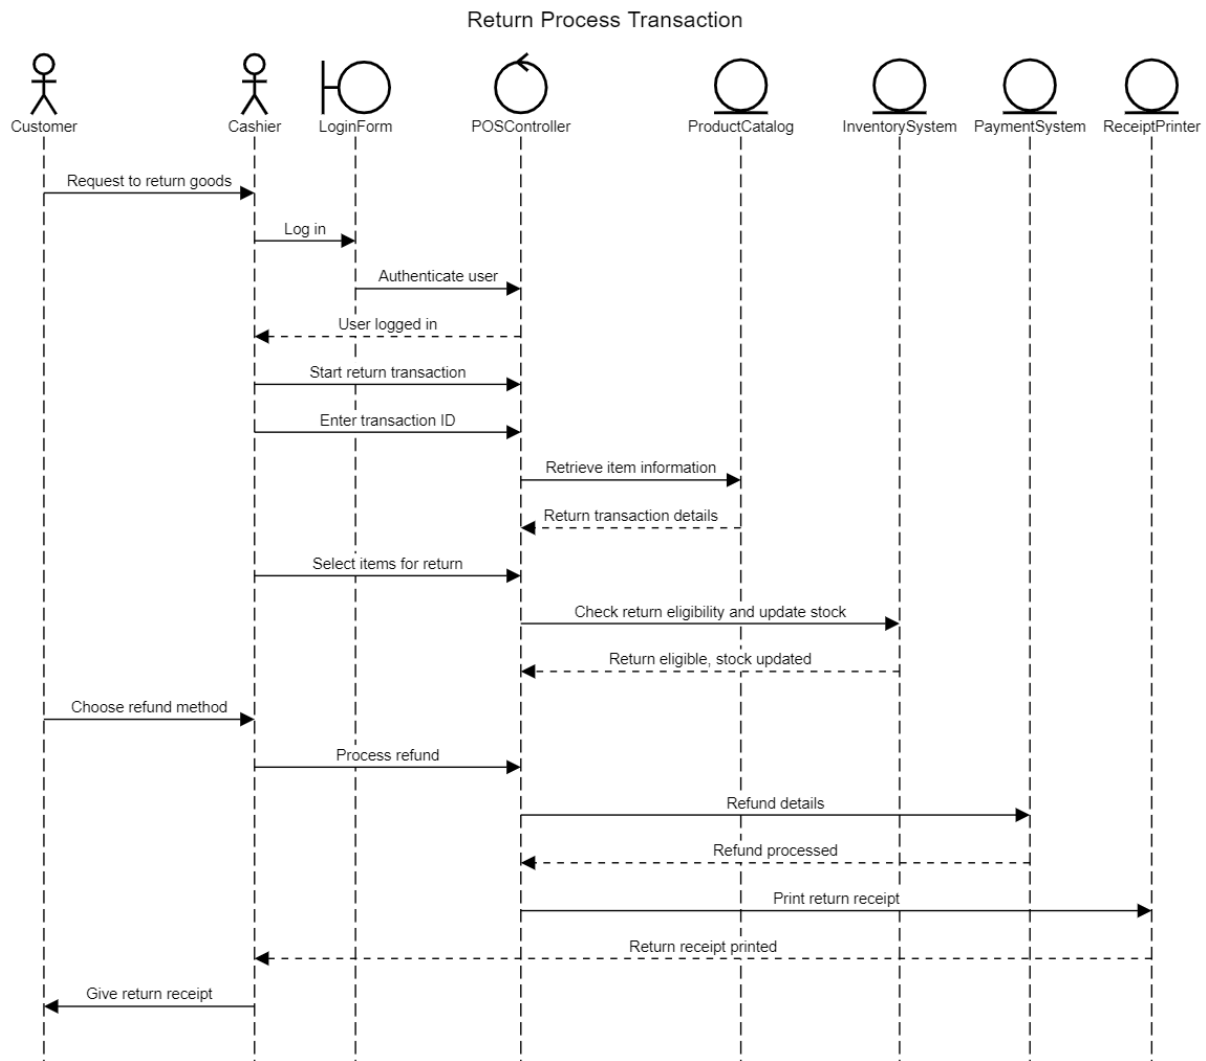 Return Process Transaction
Customer Cashier LoginForm POSController ProductCatalog InventorySystem PaymentSystem ReceiptPrinter
Request to return goods
Log in
Authenticate user
User logged in
Start return transaction
Enter transaction ID
Retrieve item information
Return transaction details
Select items for return
Check return eligibility and update stock
Return eligible, stock updated
Choose refund method
Process refund
Refund details
Refund processed
Print return receipt
Return receipt printed
Give return receipt